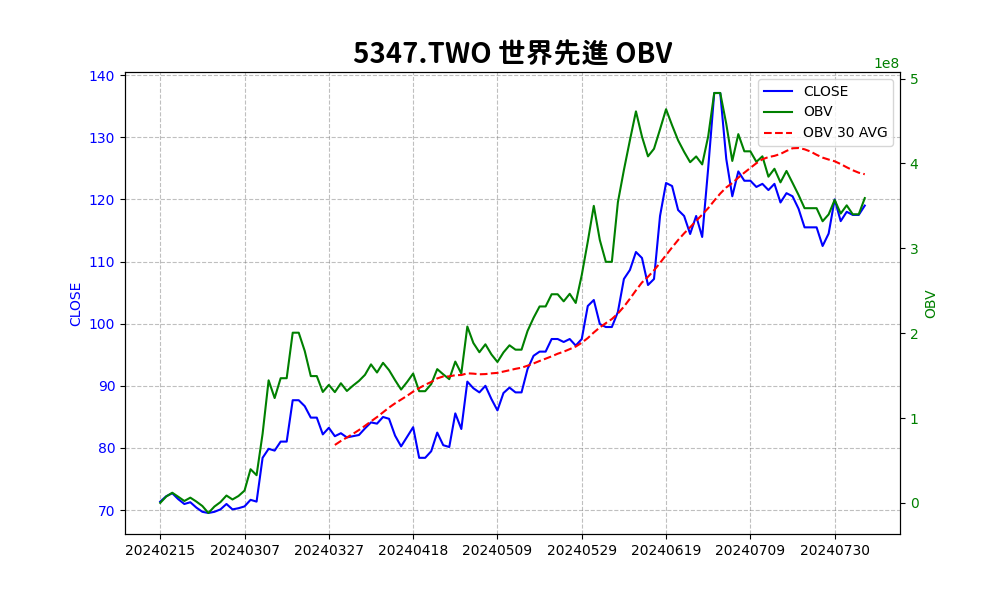 5347.TWO 世界先進 OBV
1e8
140
130
120
110
100
90
80
70
CLOSE
5
4
3
2
1
0
OBV
CLOSE
OBV
OBV 30 AVG
20240215 20240307 20240327 20240418 20240509 20240529 20240619 20240709 20240730